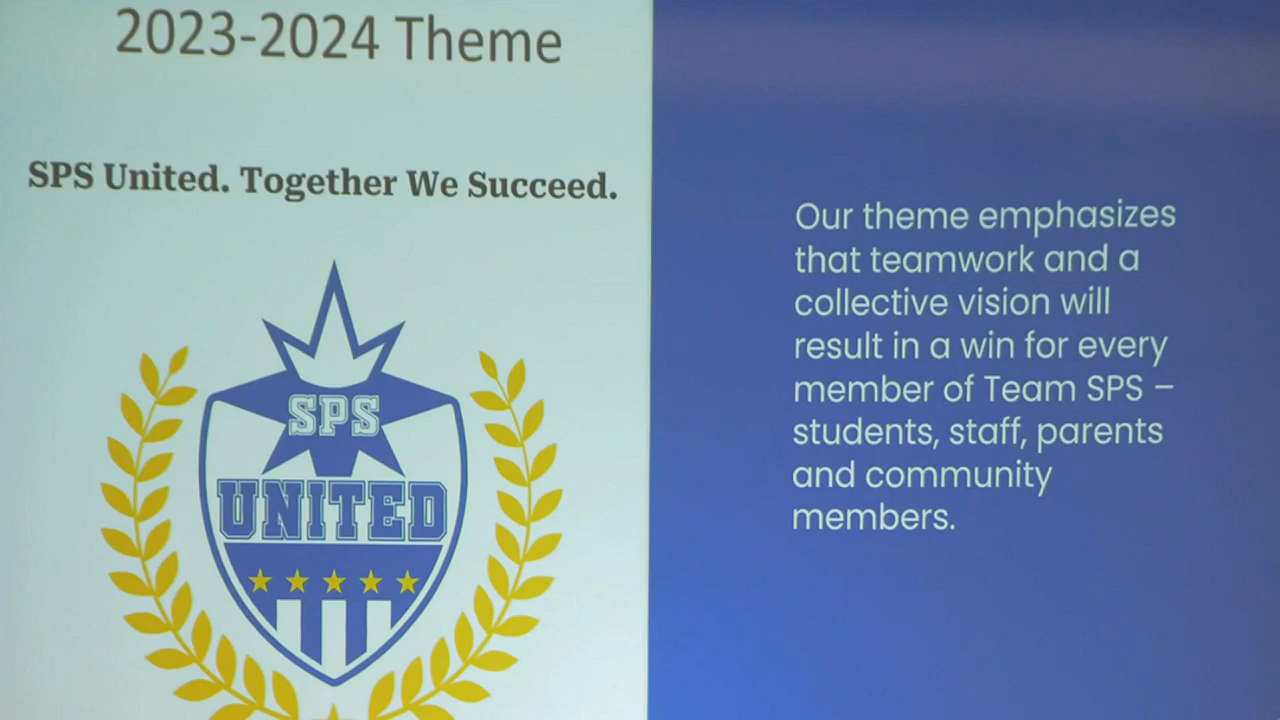 2023-2024 Theme
SPS United. Together We Succeed.
SPS
UNITED
Our theme emphasizes
that teamwork and a
collective vision will
result in a win for every
member of Team SPS –
students, staff, parents
and community
members.